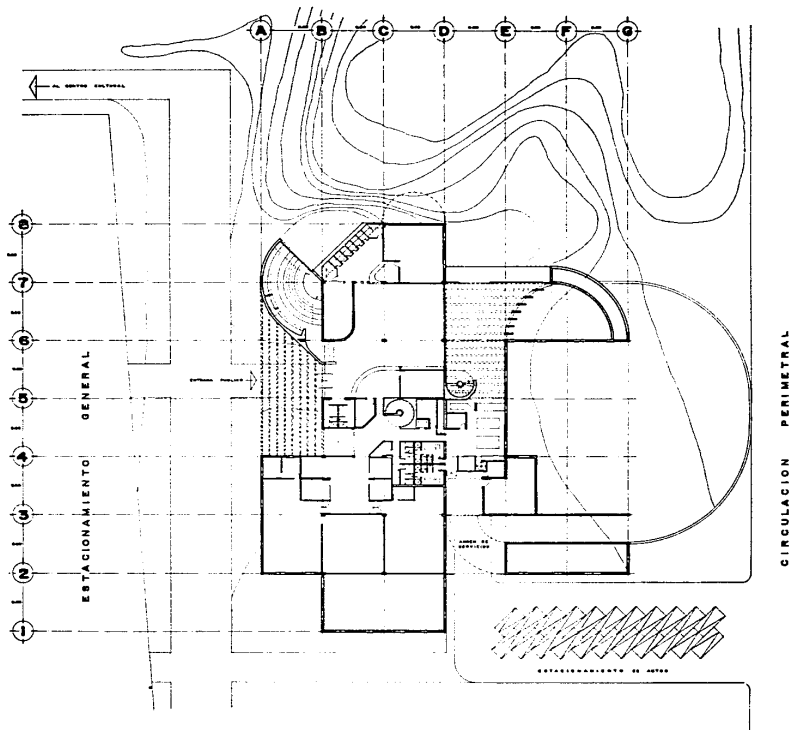 A B C D E F G
AL CENTRO CULTURAL
8
7
6
5
4
3
2
1
ENTRADA PUBLICO
ESTACIONAMIENTO GENERAL
CIRCULACION PERIMETRAL
ANDEN DE
SERVICIOS
ESTACIONAMIENTO DE AUTOS